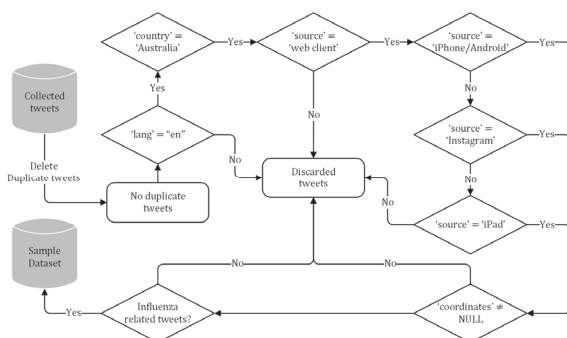 'country' =
'Australia'
Yes
'source' =
'web client'
Yes
'source' =
'iPhone/Android'
Yes
Collected
tweets
Yes
No
No
'lang' = "en"
'source' =
'Instagram'
Yes
Delete
Duplicate tweets
No
No duplicate
tweets
Discarded
tweets
No
No
'source' = 'iPad'
Yes
Sample
Dataset
No
No
Yes
Influenza
related tweets?
'coordinates' ≠
NULL